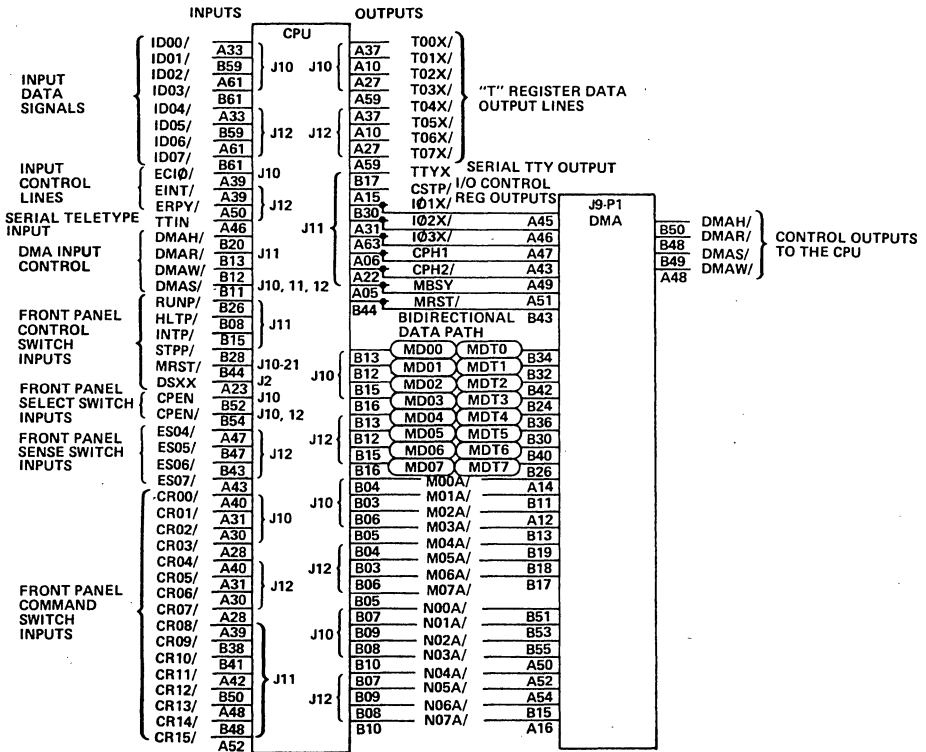 INPUTS OUTPUTS
CPU
INPUT
DATA
SIGNALS
ID00/ A33
ID01/ B59
ID02/ A61
ID03/ B61
J10
ID04/ A33
ID05/ B59
ID06/ A61
ID07/ B61
J12
INPUT
CONTROL
LINES
ECIØ/ A39 J10
EINT/ A39
ERPY/ A50
J12
SERIAL TELETYPE
INPUT
TTIN A46
DMA INPUT
CONTROL
DMAH/ B20
DMAR/ B13
DMAW/ B12
J11
DMAS/ B11 J10, 11, 12
FRONT PANEL
CONTROL
SWITCH
INPUTS
RUNP/ B26
HLTP/ B08
INTP/ B15
STPP/ B28
J11
MRST/ B44 J10-21
DSXX A23 J2
FRONT PANEL
SELECT SWITCH
INPUTS
CPEN B52 J10
CPEN/ B54 J10, 12
FRONT PANEL
SENSE SWITCH
INPUTS
ES04/ A47
ES05/ B47
ES06/ B43
ES07/ A43
J12
FRONT PANEL
COMMAND
SWITCH
INPUTS
CR00/ A40
CR01/ A31
CR02/ A30
CR03/ A28
J10
CR04/ A40
CR05/ A31
CR06/ A30
CR07/ A28
J12
CR08/ A39
CR09/ B38
CR10/ B41
CR11/ A42
CR12/ B50
CR13/ A48
CR14/ B48
CR15/ A52
J11
J10
A37 T00X/
A10 T01X/
A27 T02X/
A59 T03X/
J12
A37 T04X/
A10 T05X/
A27 T06X/
A59 T07X/
"T" REGISTER DATA
OUTPUT LINES
J11
B17 TTYX SERIAL TTY OUTPUT
A15 CSTP/ I/O CONTROL
REG OUTPUTS
B30 IØ1X/ A45
A31 IØ2X/ A46
A63 IØ3X/ A47
A06 CPH1 A43
A22 CPH2/ A49
A05 MBSY A51
B44 MRST/ B43
BIDIRECTIONAL
DATA PATH
J10
B13 MD00 MDT0 B34
B12 MD01 MDT1 B32
B15 MD02 MDT2 B42
B16 MD03 MDT3 B24
J12
B13 MD04 MDT4 B36
B12 MD05 MDT5 B30
B15 MD06 MDT6 B40
B16 MD07 MDT7 B26
J10
B04 M00A/ A14
B03 M01A/ B11
B06 M02A/ A12
B05 M03A/ B13
J12
B04 M04A/ B19
B03 M05A/ B18
B06 M06A/ B17
B05 M07A/
J10
B07 N00A/ B51
B09 N01A/ B53
B08 N02A/ B55
B10 N03A/ A50
J12
B07 N04A/ A52
B09 N05A/ A54
B08 N06A/ B15
B10 N07A/ A16
J9-P1
DMA
B50 DMAH/
B48 DMAR/
B49 DMAS/
A48 DMAW/
CONTROL OUTPUTS
TO THE CPU